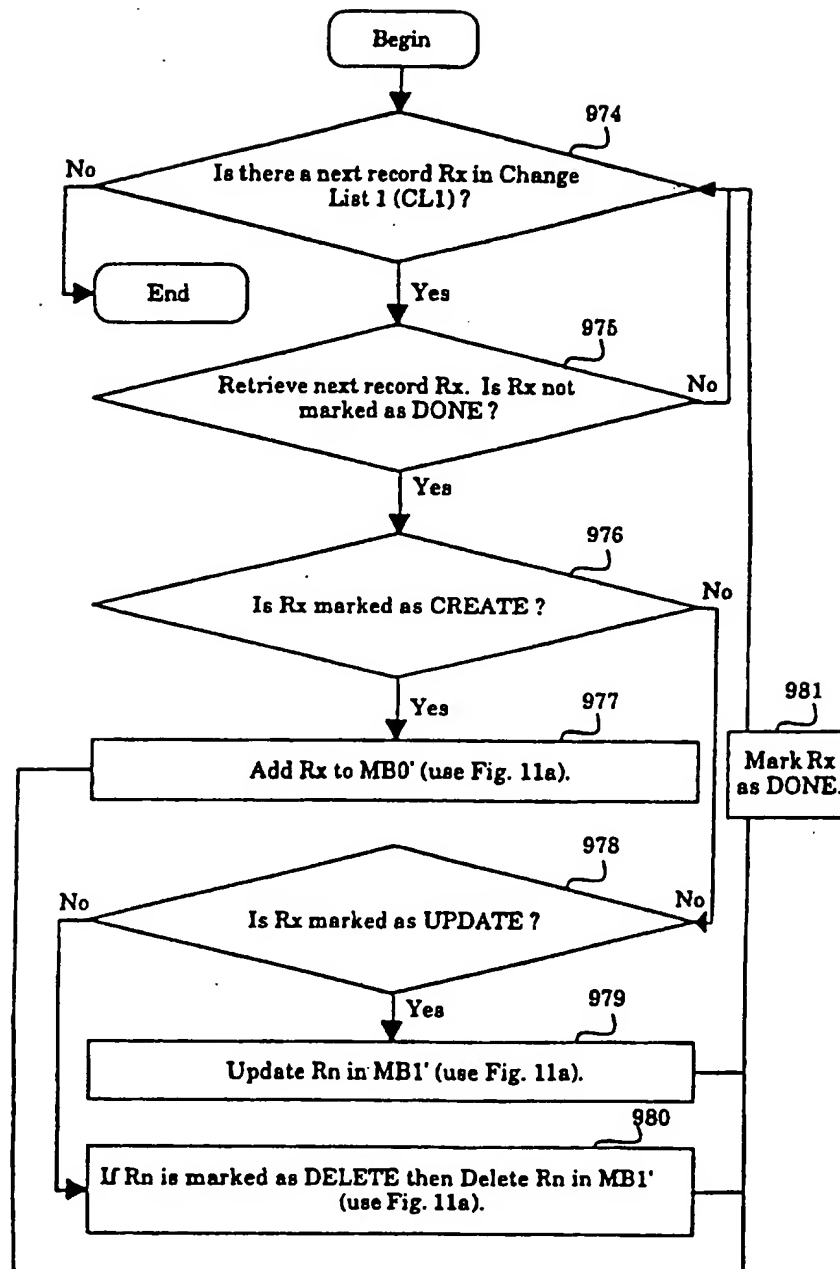 Begin
974
No
Is there a next record Rx in Change
List 1 (CL1) ?
End
Yes
975
Retrieve next record Rx. Is Rx not
marked as DONE ?
No
Yes
976
Is Rx marked as CREATE ?
No
Yes
977
Add Rx to MB0' (use Fig. 11a).
981
Mark Rx
as DONE.
978
No
Is Rx marked as UPDATE ?
No
Yes
979
Update Rn in MB1' (use Fig. 11a).
980
If Rn is marked as DELETE then Delete Rn in MB1'
(use Fig. 11a).